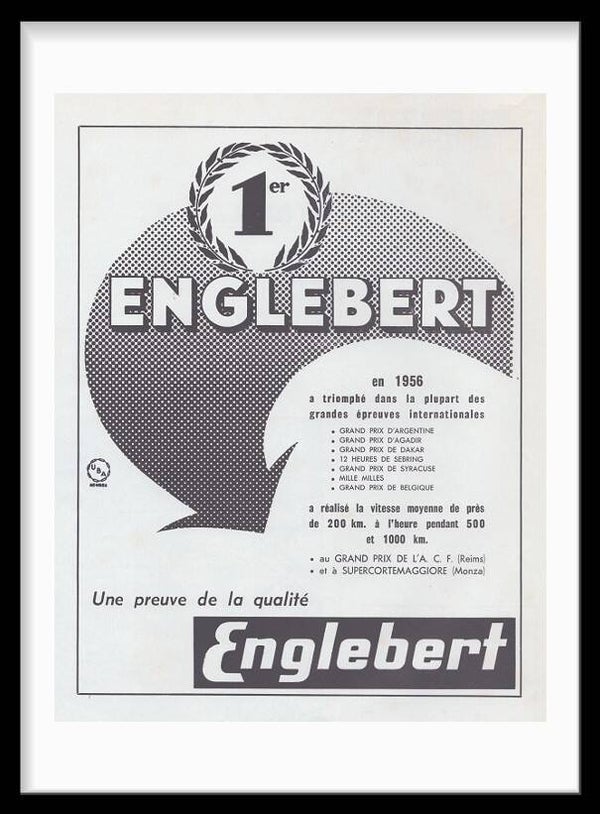 1er
ENGLEBERT
en 1956
a triomphé dans la plupart des
grandes épreuves internationales
• GRAND PRIX D'ARGENTINE
• GRAND PRIX D'AGADIR
• GRAND PRIX DE DAKAR
• 12 HEURES DE SEBRING
• GRAND PRIX DE SYRACUSE
• MILLE MILLES
• GRAND PRIX DE BELGIQUE
UBA
a réalisé la vitesse moyenne de près
de 200 km. à l'heure pendant 500
et 1000 km.
• au GRAND PRIX DE L'A. C. F. (Reims)
• et à SUPERCORTEMAGGIORE (Monza)
Une preuve de la qualité
Englebert